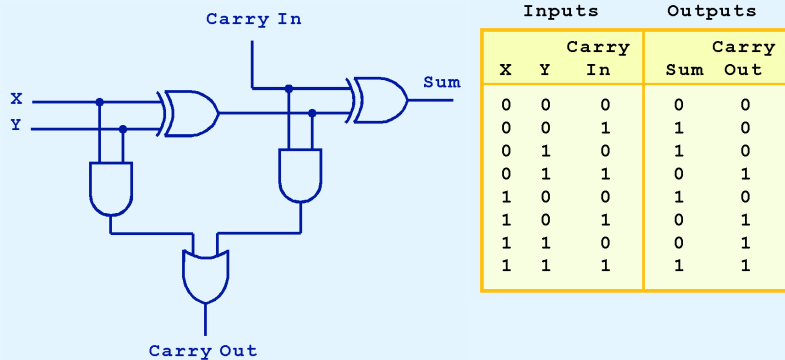 Carry In
X
Y
Sum
Carry Out
Inputs Outputs
Carry Carry
X Y In Sum Out
0 0 0 0 0
0 0 1 1 0
0 1 0 1 0
0 1 1 0 1
1 0 0 1 0
1 0 1 0 1
1 1 0 0 1
1 1 1 1 1